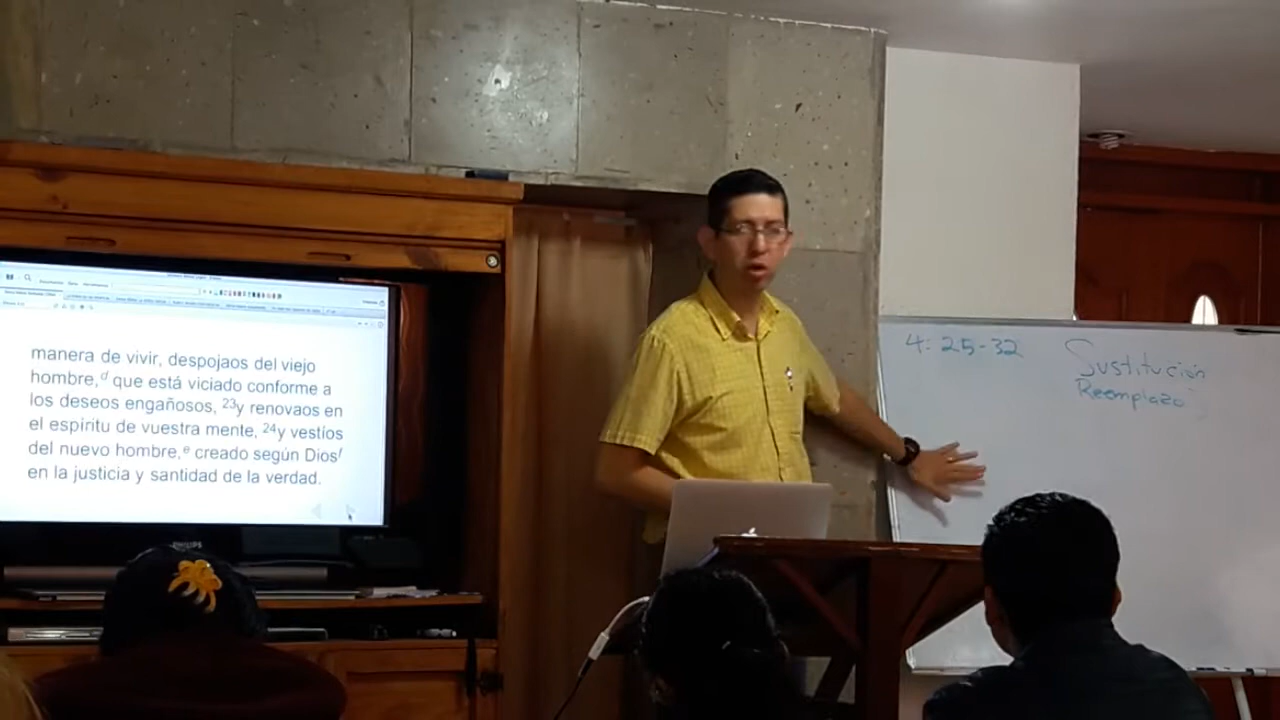 manera de vivir, despojaos del viejo
hombre,ᵈ que está viciado conforme a
los deseos engañosos, ²³y renovaos en
el espíritu de vuestra mente, ²⁴y vestíos
del nuevo hombre,ᵉ creado según Diosᶠ
en la justicia y santidad de la verdad.
PHILIPS
4: 25-32
Sustitución
Reemplazo